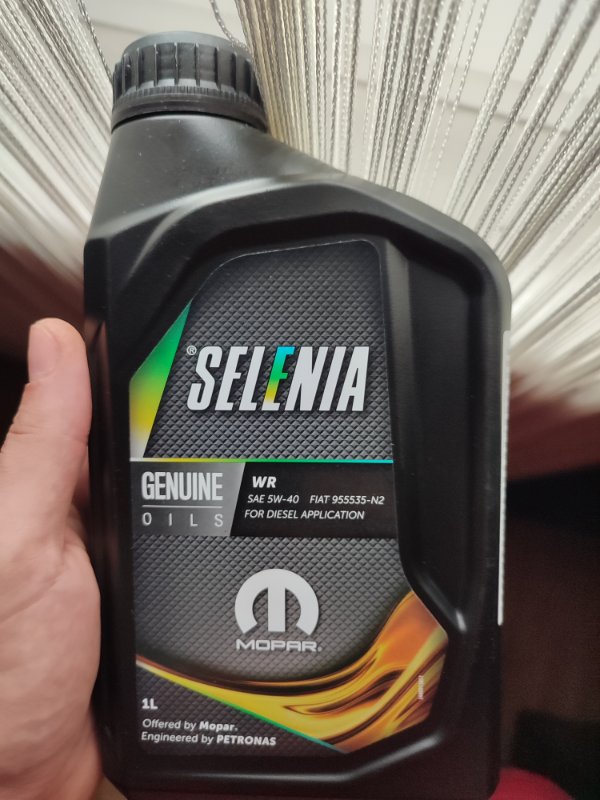 ® SELENIA
GENUINE
OILS
WR
SAE 5W-40 FIAT 955535-N2
FOR DIESEL APPLICATION
MOPAR®
1L
Offered by Mopar.
Engineered by PETRONAS